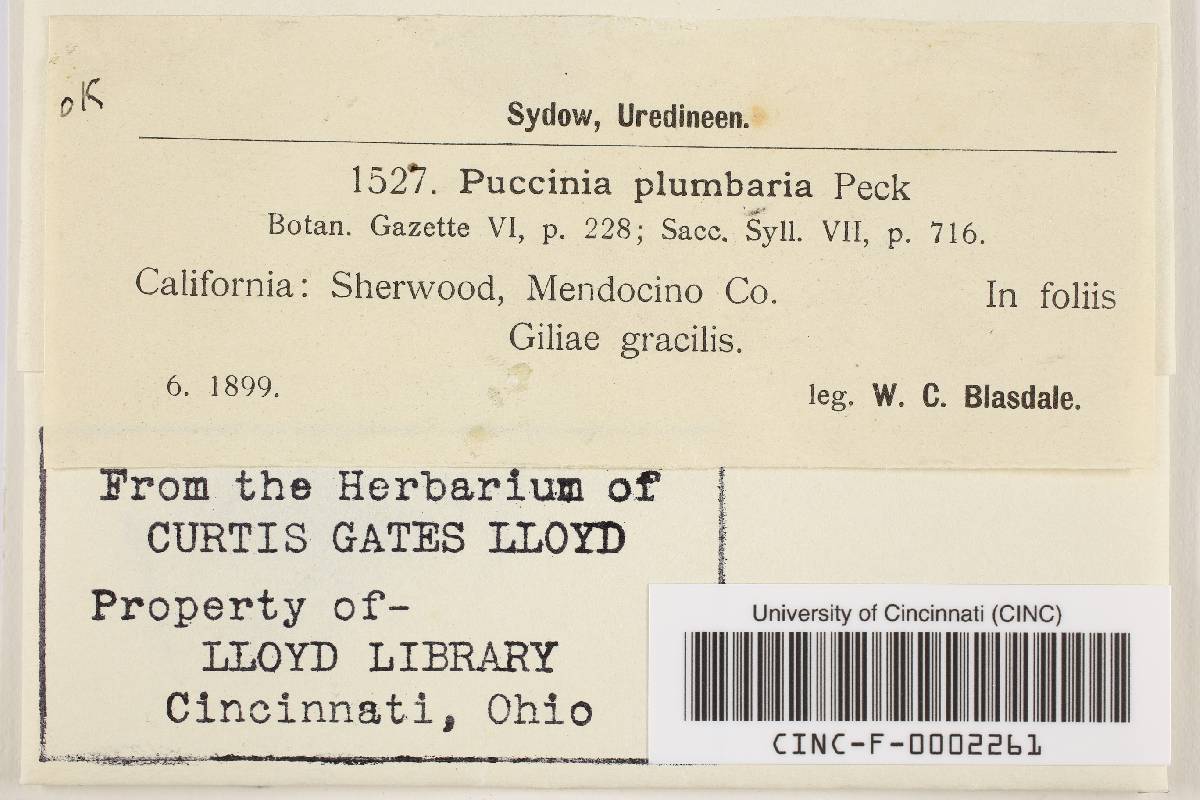 oK
Sydow, Uredineen.
1527. Puccinia plumbaria Peck
Botan. Gazette VI, p. 228; Sacc. Syll. VII, p. 716.
California: Sherwood, Mendocino Co. In foliis
Giliae gracilis.
6. 1899. leg. W. C. Blasdale.
From the Herbarium of
CURTIS GATES LLOYD
Property of-
LLOYD LIBRARY
Cincinnati, Ohio
University of Cincinnati (CINC)
CINC-F-0002261